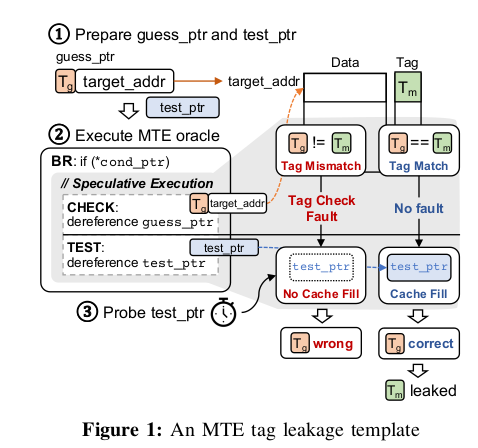 ① Prepare guess_ptr and test_ptr
guess_ptr
Tg target_addr
target_addr
Data
Tag
Tm
test_ptr
② Execute MTE oracle
BR: if (*cond_ptr)
// Speculative Execution
CHECK:
dereference guess_ptr
Tg target_addr
TEST:
dereference test_ptr
test_ptr
Tg != Tm
Tag Mismatch
Tg == Tm
Tag Match
Tag Check
Fault
No fault
test_ptr
No Cache Fill
test_ptr
Cache Fill
③ Probe test_ptr
Tg wrong
Tg correct
Tm leaked
Figure 1: An MTE tag leakage template